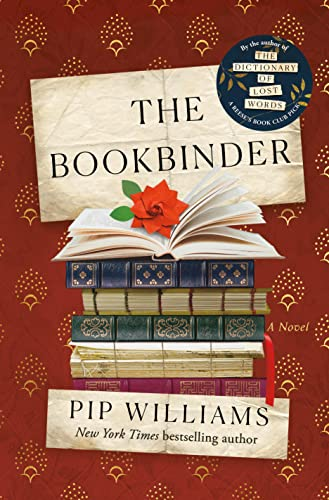 By the author of
THE
DICTIONARY
OF
LOST
WORDS
A REESE'S BOOK CLUB PICK
THE
BOOKBINDER
A Novel
PIP WILLIAMS
New York Times bestselling author